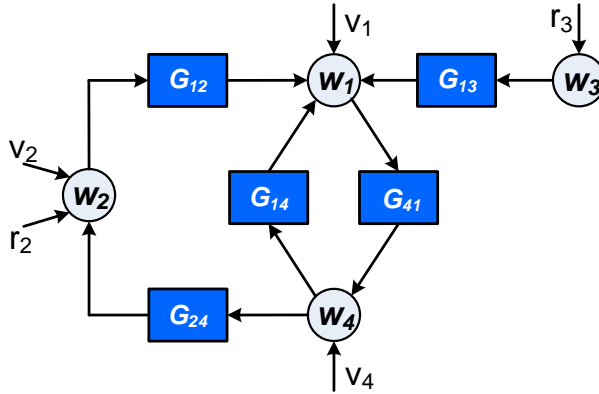 v₁
r₃
G₁₂
w₁
G₁₃
w₃
v₂
w₂
G₁₄
G₄₁
r₂
G₂₄
w₄
v₄